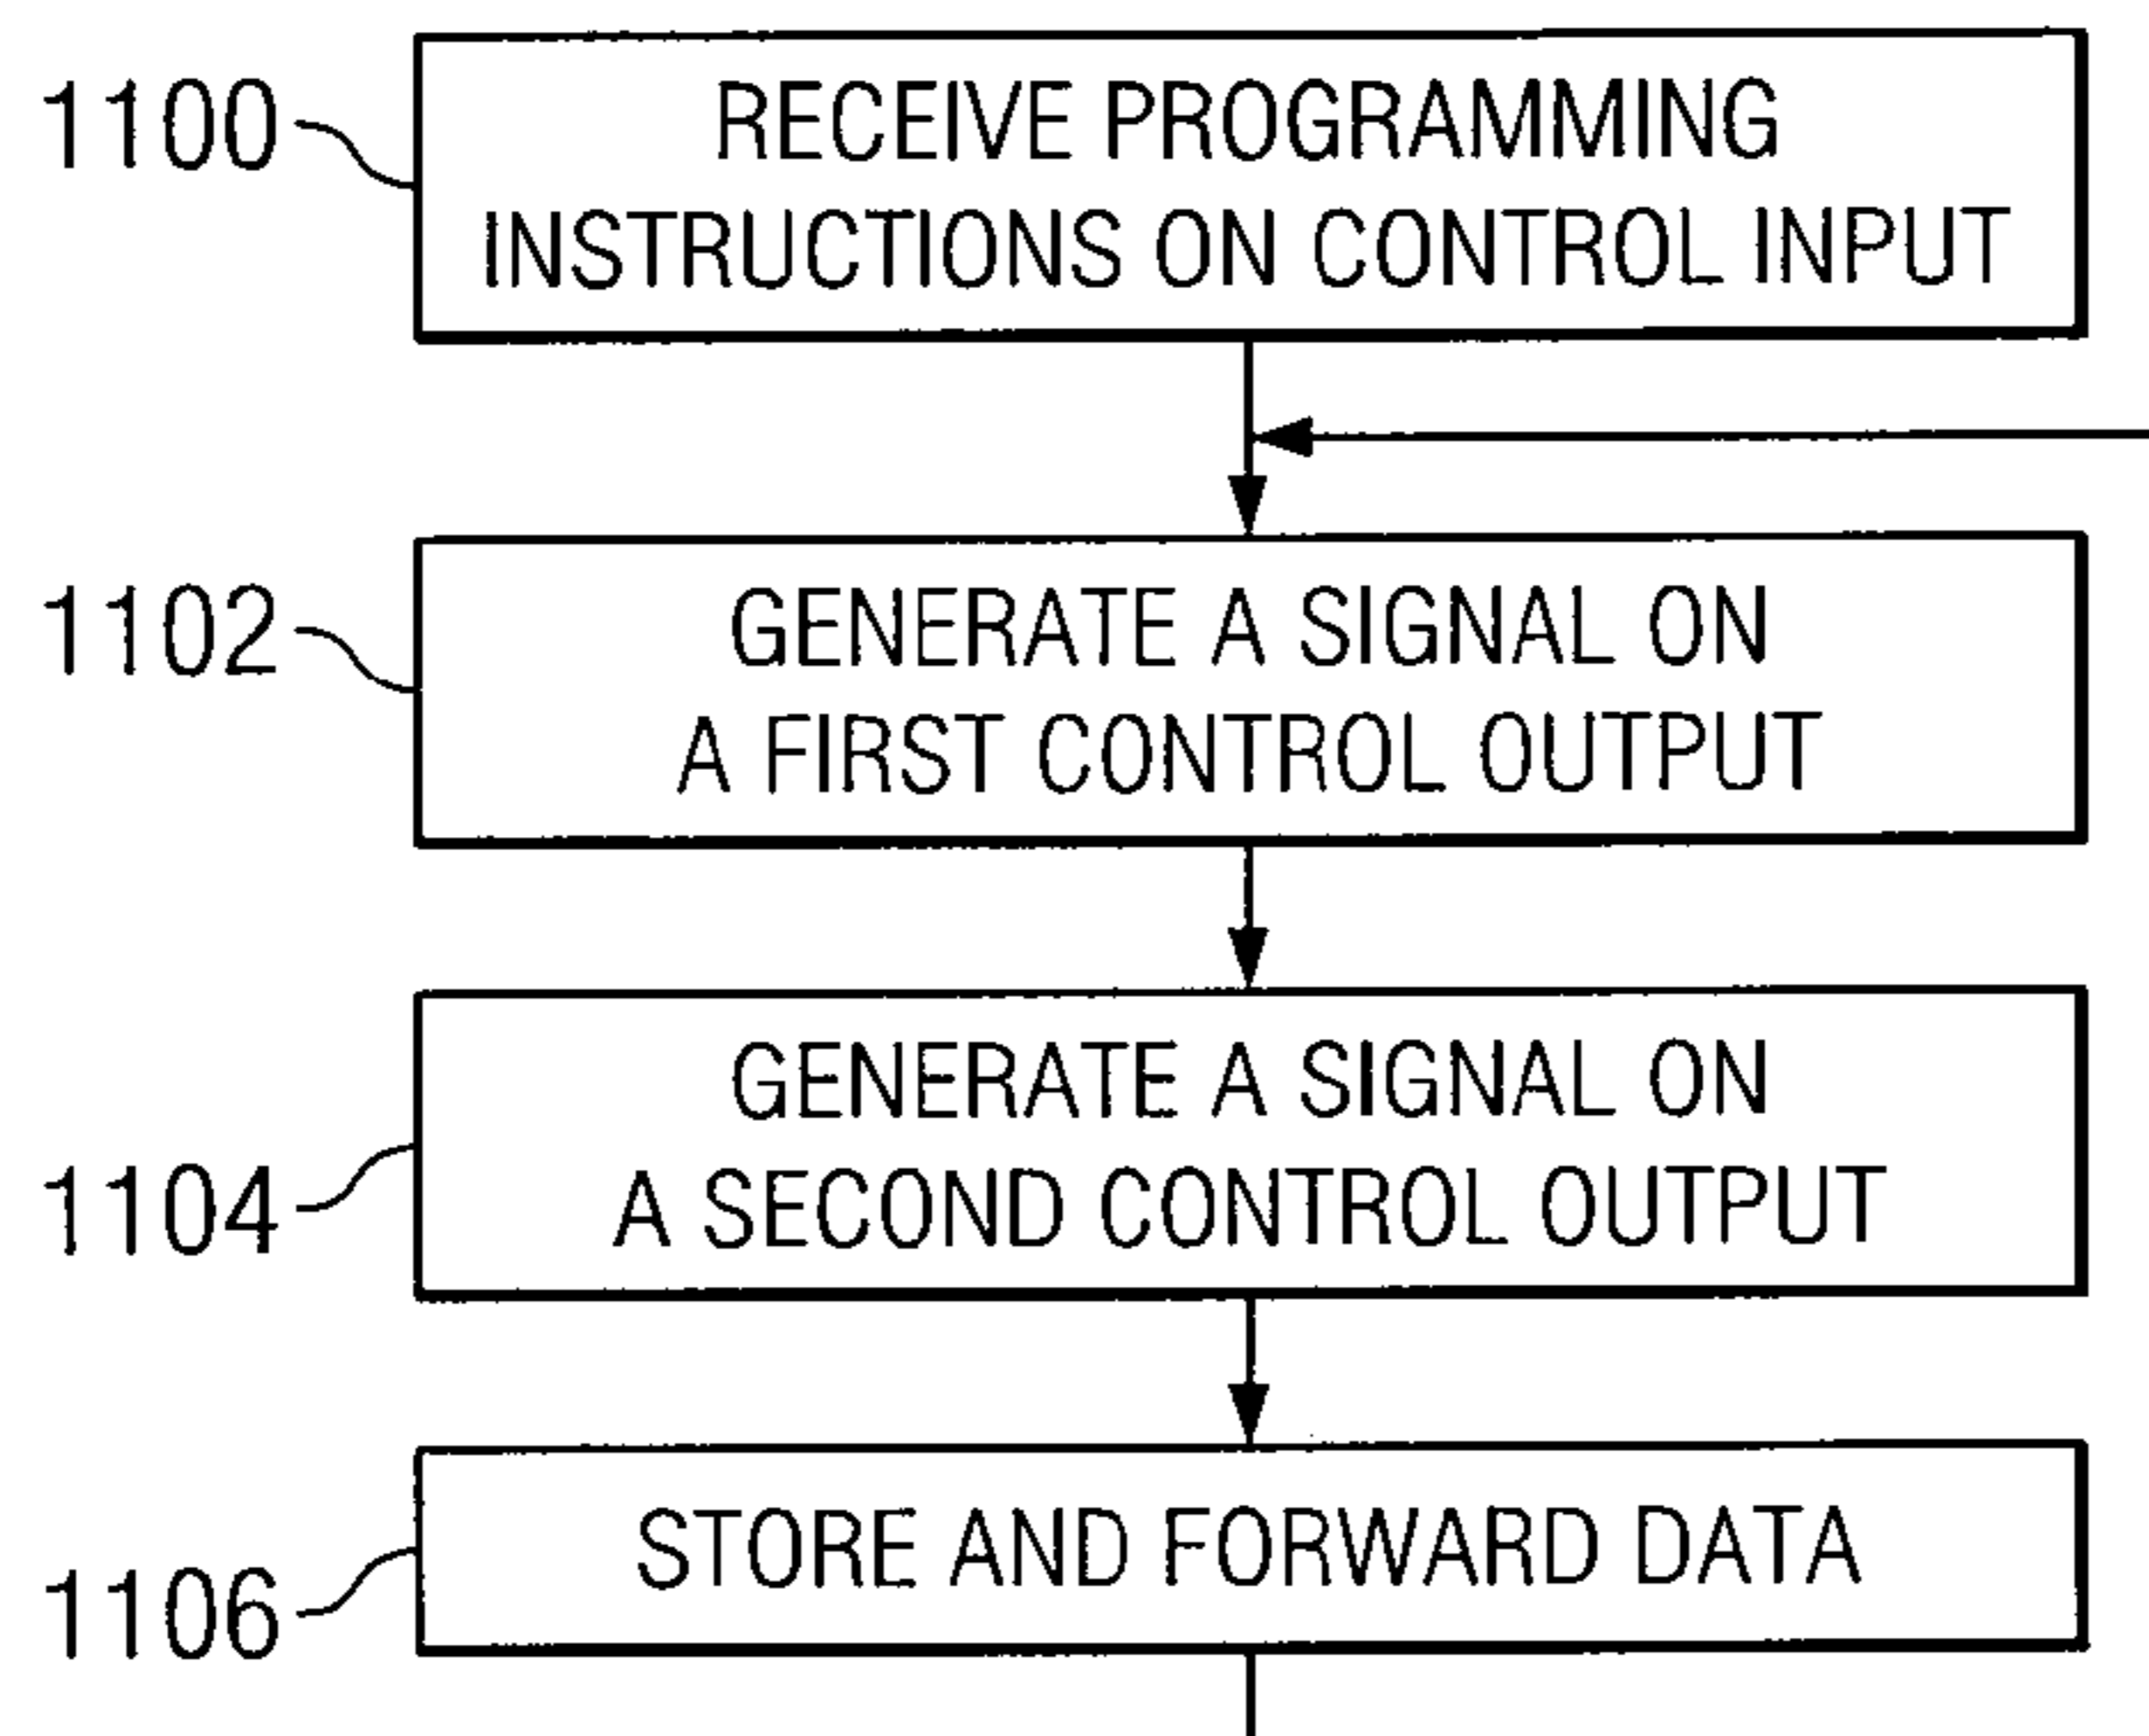 1100
RECEIVE PROGRAMMING
INSTRUCTIONS ON CONTROL INPUT
1102
GENERATE A SIGNAL ON
A FIRST CONTROL OUTPUT
GENERATE A SIGNAL ON
A SECOND CONTROL OUTPUT
1104
STORE AND FORWARD DATA
1106